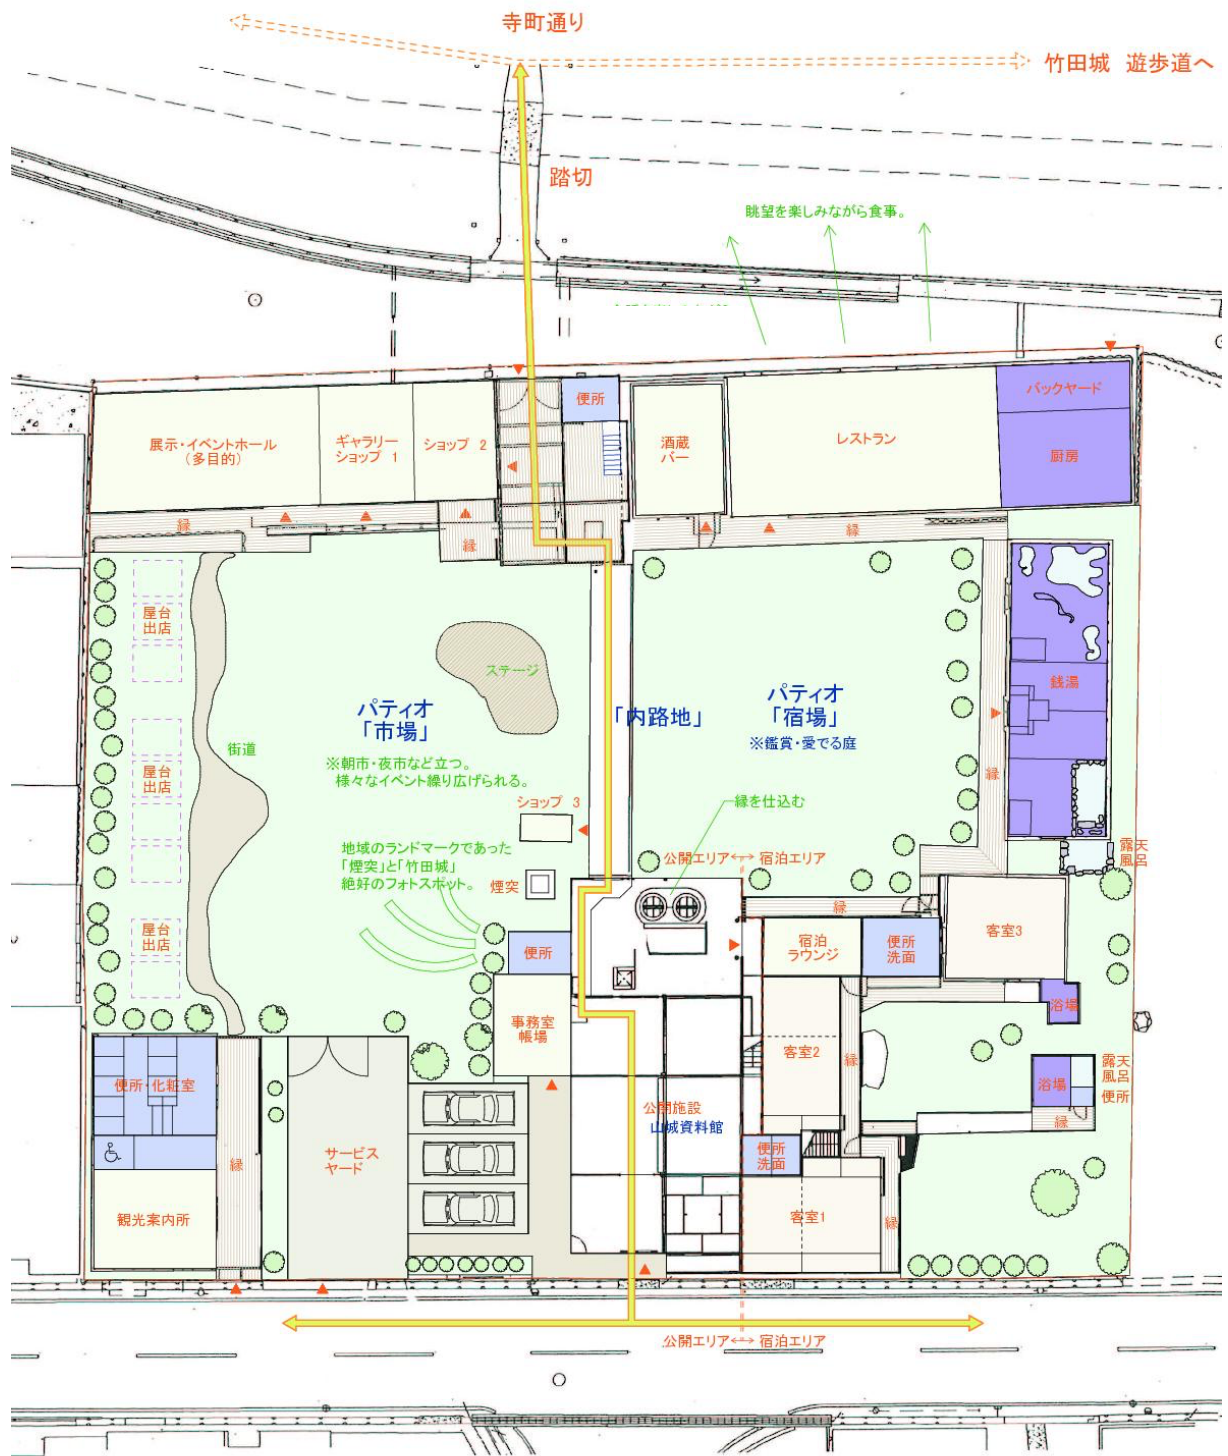 寺町通り
竹田城 遊歩道へ
踏切
眺望を楽しみながら食事。
展示・イベントホール
(多目的)
ギャラリー
ショップ 1
ショップ 2
便所
酒蔵
バー
レストラン
バックヤード
厨房
縁
縁
縁
屋台
出店
ステージ
パティオ
「市場」
「内路地」
パティオ
「宿場」
※鑑賞・愛でる庭
銭湯
街道
※朝市・夜市など立つ。
様々なイベント繰り広げられる。
縁
屋台
出店
ショップ 3
縁を仕込む
地域のランドマークであった
「煙突」と「竹田城」
絶好のフォトスポット。
公開エリア
宿泊エリア
露天
風呂
煙突
縁
屋台
出店
便所
宿泊
ラウンジ
便所
洗面
客室3
浴場
事務室
帳場
客室2
縁
便所・化粧室
浴場
露天
風呂
便所
公開施設
山城資料館
縁
サービス
ヤード
便所
洗面
縁
観光案内所
客室1
縁
公開エリア
宿泊エリア